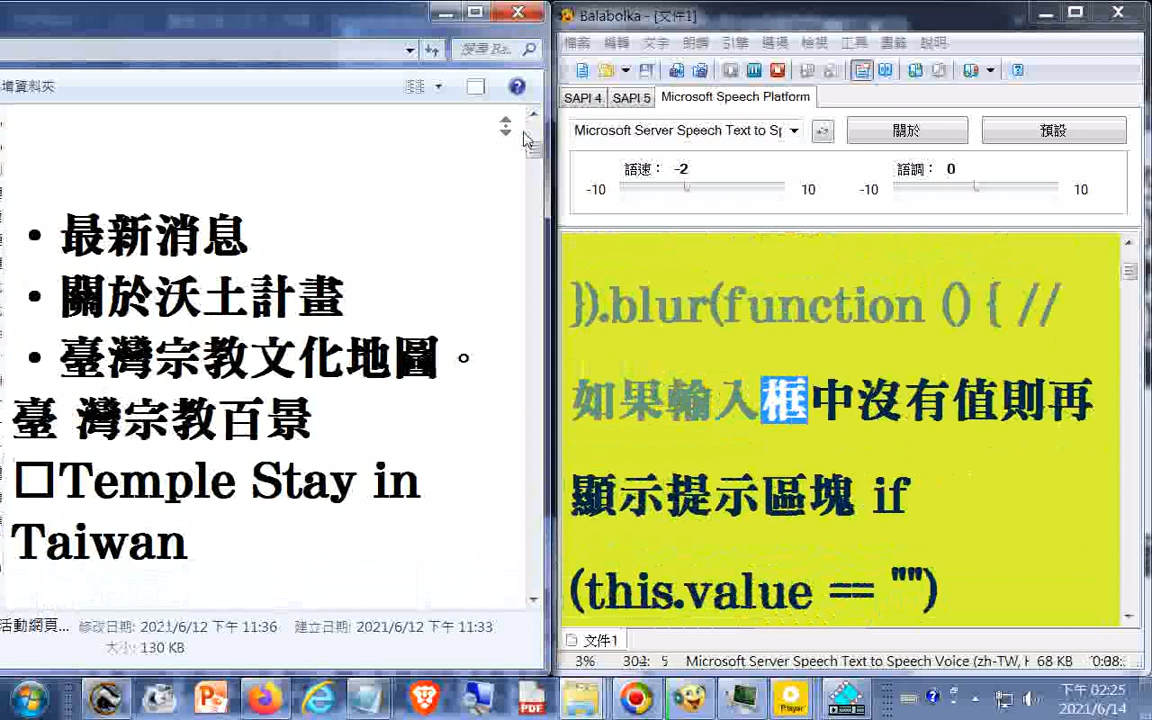 搜尋
增資料夾
• 最新消息
• 關於沃土計畫
• 臺灣宗教文化地圖。
臺 灣宗教百景
□Temple Stay in
Taiwan
活動網頁... 修改日期: 2021/6/12 下午 11:36 建立日期: 2021/6/12 下午 11:33
大小: 130 KB
Balabolka - [文件1]
檔案 編輯 文字 朗讀 引擎 選項 檢視 工具 書籤 說明
SAPI 4 SAPI 5 Microsoft Speech Platform
Microsoft Server Speech Text to Sp 關於 預設
語速： -2 語調： 0
-10 10 -10 10
}).blur(function () { //
如果輸入框中沒有值則再
顯示提示區塊 if
(this.value == "")
文件1
3% 304: 5 Microsoft Server Speech Text to Speech Voice (zh-TW, H 68 KB 0:08:
PDF Player 下午 02:25
2021/6/14